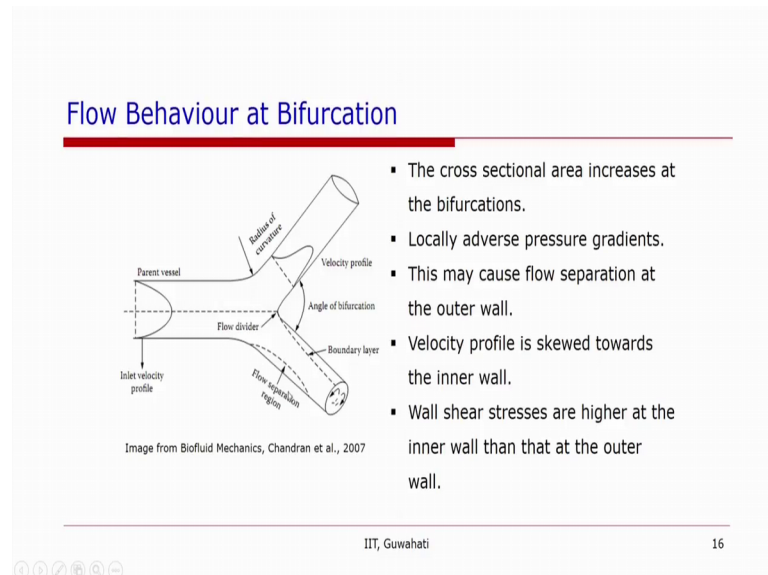 Flow Behaviour at Bifurcation
Radius of
curvature
Velocity profile
Parent vessel
Angle of bifurcation
Flow divider
Boundary layer
Inlet velocity
profile
Flow separation
region
Image from Biofluid Mechanics, Chandran et al., 2007
▪ The cross sectional area increases at
the bifurcations.
▪ Locally adverse pressure gradients.
▪ This may cause flow separation at
the outer wall.
▪ Velocity profile is skewed towards
the inner wall.
▪ Wall shear stresses are higher at the
inner wall than that at the outer
wall.
IIT, Guwahati
16